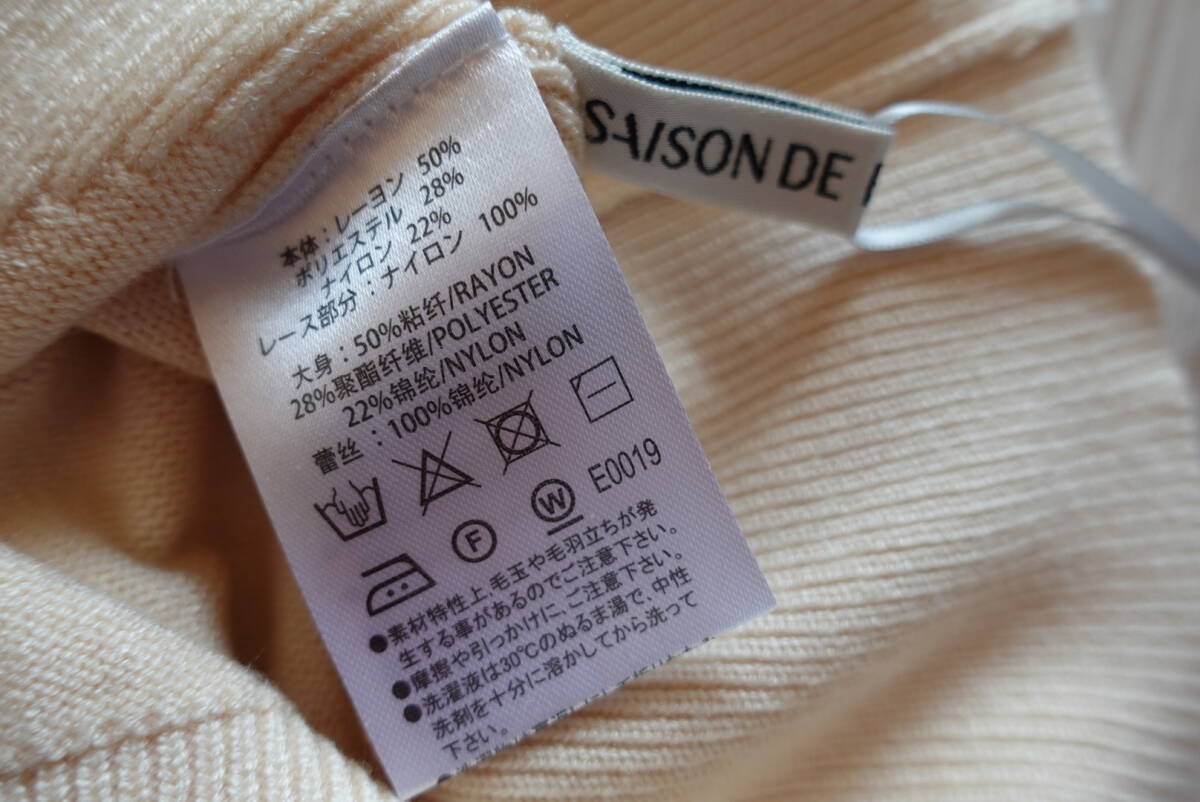 SAISON DE
本体：レーヨン 50%
ポリエステル 28%
ナイロン 22%
レース部分：ナイロン 100%
大身：50%粘纤/RAYON
28%聚酯纤维/POLYESTER
22%锦纶/NYLON
蕾丝：100%锦纶/NYLON
E0019
F
W
●素材特性上、毛玉や毛羽立ちが発
生する事があるのでご注意下さい。
●摩擦や引っかけに、ご注意下さい。
●洗濯液は30℃のぬるま湯で、中性
洗剤を十分に溶かしてから洗って
下さい。